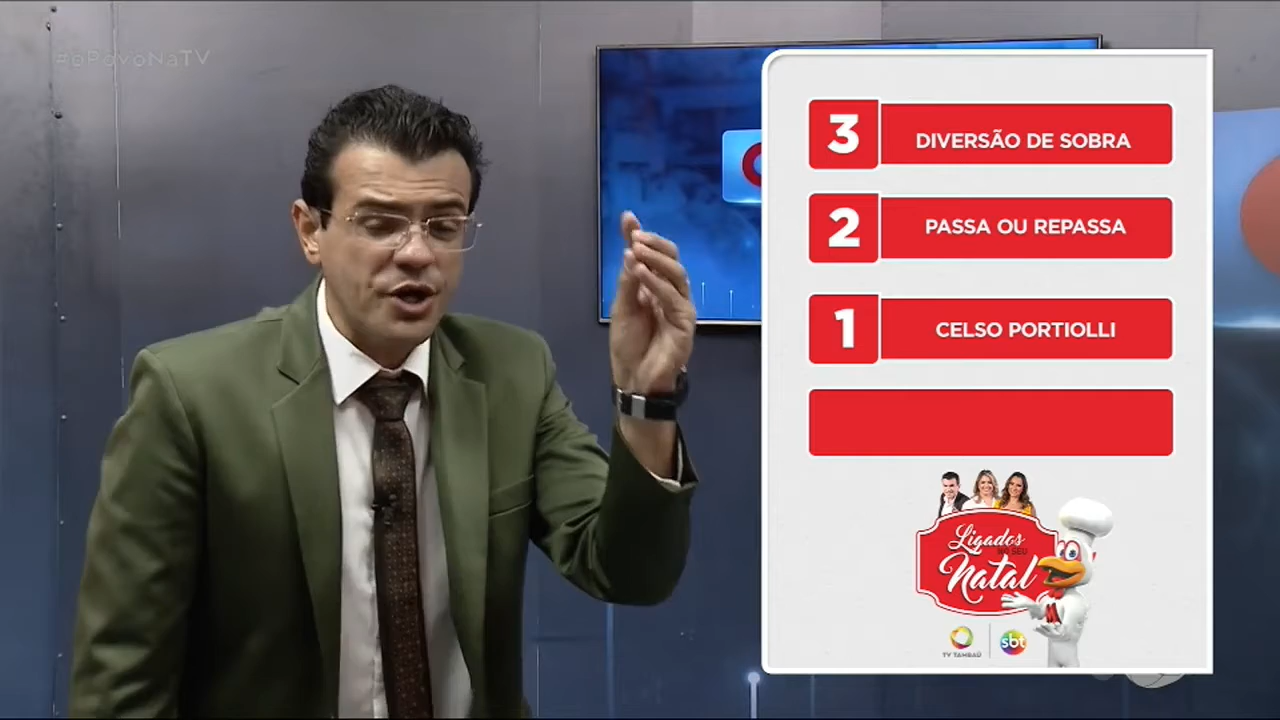 #oPovoNaTV
3 DIVERSÃO DE SOBRA
2 PASSA OU REPASSA
1 CELSO PORTIOLLI
Ligados
NO SEU
Natal
TV TAMBAÚ sbt